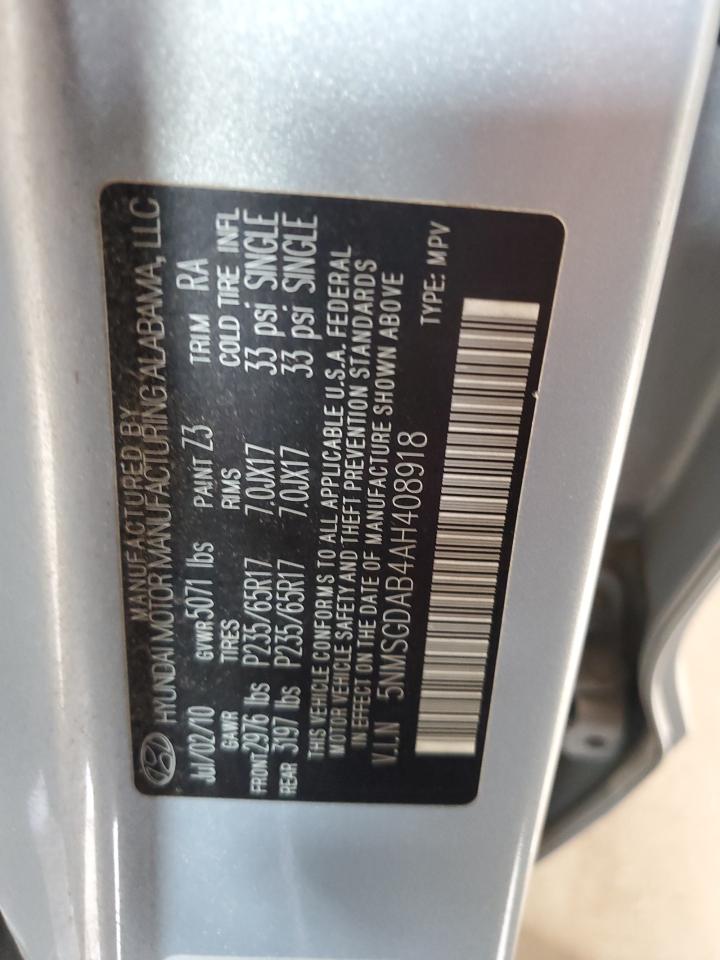 MANUFACTURED BY
HYUNDAI MOTOR MANUFACTURING ALABAMA, LLC
Jul/02/10 GVWR 5071 lbs PAINT Z3 TRIM RA
GAWR TIRES RIMS COLD TIRE INFL
FRONT 2976 lbs P235/65R17 7.0JX17 33 psi SINGLE
REAR 3197 lbs P235/65R17 7.0JX17 33 psi SINGLE
THIS VEHICLE CONFORMS TO ALL APPLICABLE U.S.A. FEDERAL
MOTOR VEHICLE SAFETY AND THEFT PREVENTION STANDARDS
IN EFFECT ON THE DATE OF MANUFACTURE SHOWN ABOVE
V.I.N 5NMSGDAB4AH408918 TYPE: MPV